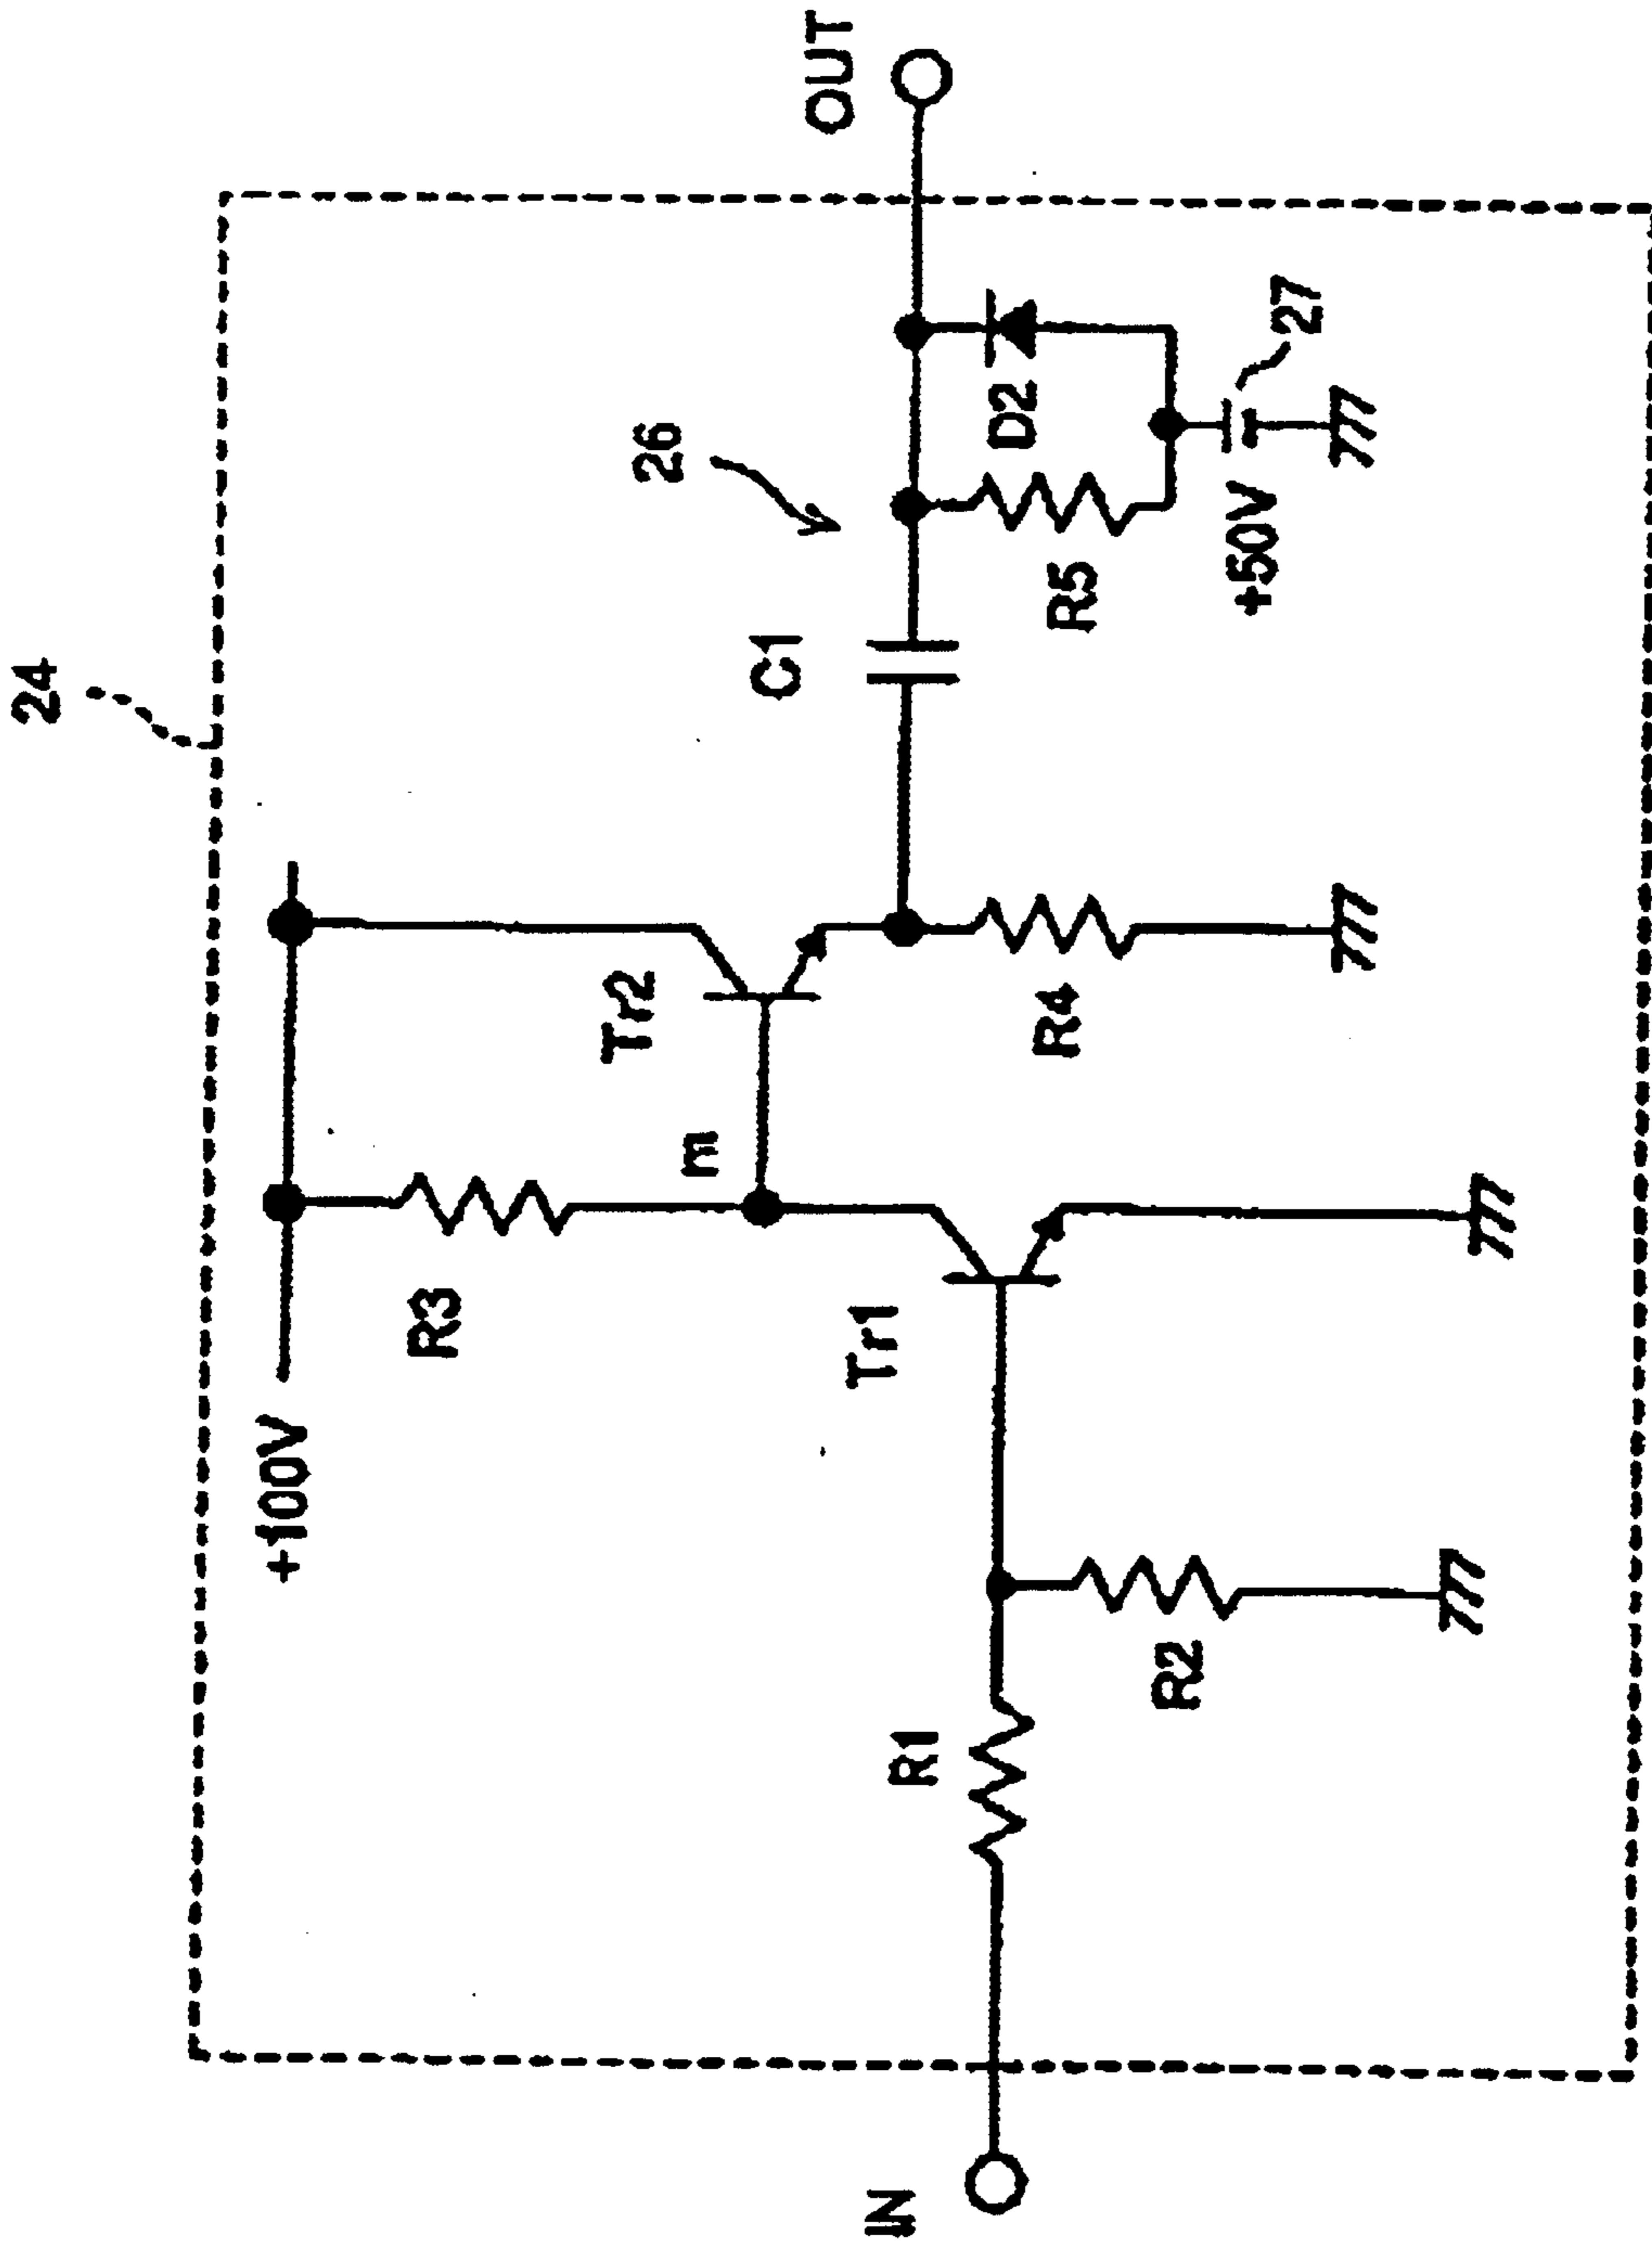 24
+100V
R3
m
Tr2
C1
26
OUT
Tr1
R1
IN
R2
R4
R5
D2
+50V
27